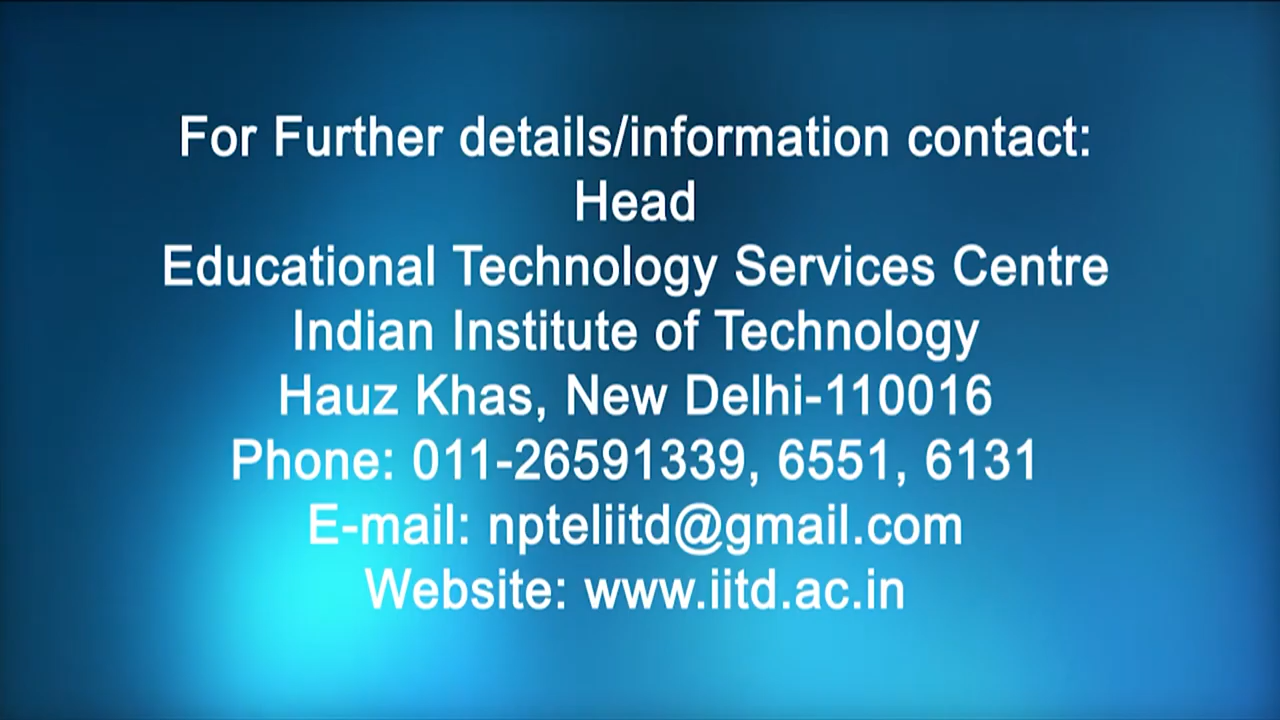 For Further details/information contact:
Head
Educational Technology Services Centre
Indian Institute of Technology
Hauz Khas, New Delhi-110016
Phone: 011-26591339, 6551, 6131
E-mail: npteliitd@gmail.com
Website: www.iitd.ac.in